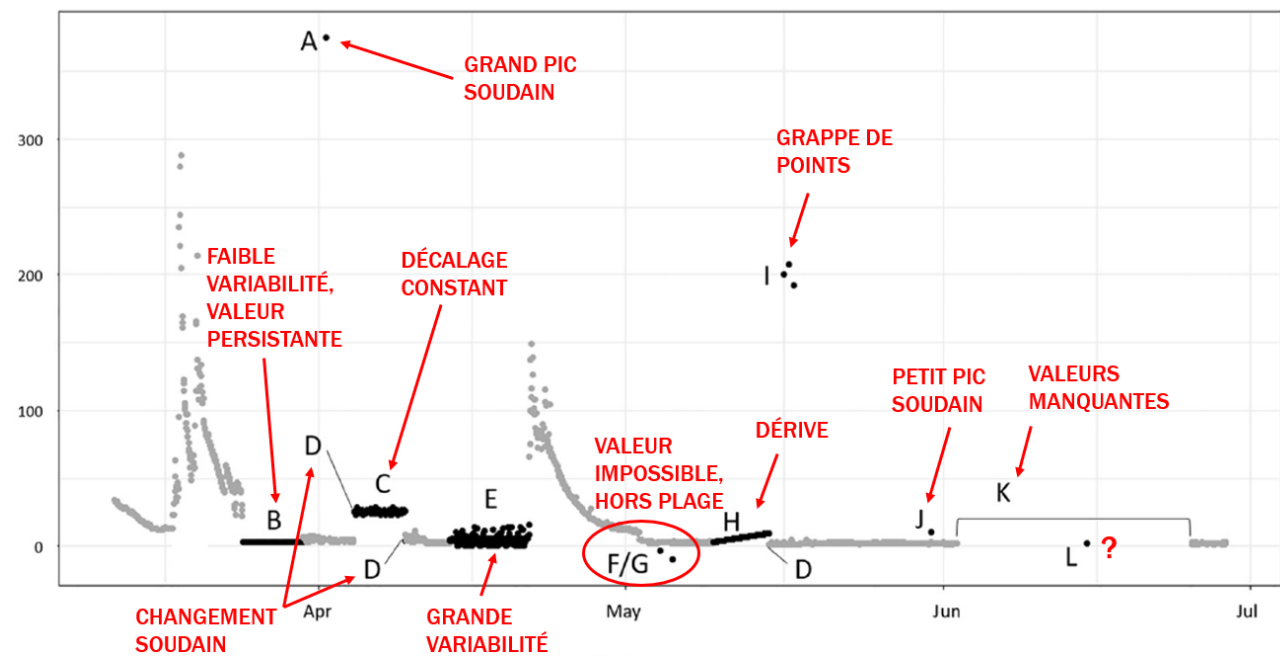 A
GRAND PIC
SOUDAIN
300
GRAPPE DE
POINTS
FAIBLE
VARIABILITÉ,
VALEUR
PERSISTANTE
DÉCALAGE
CONSTANT
200
I
PETIT PIC
SOUDAIN
VALEURS
MANQUANTES
100
DÉRIVE
D
VALEUR
IMPOSSIBLE,
HORS PLAGE
C
E
K
B
H
J
0
F/G
D
D
L
?
CHANGEMENT
SOUDAIN
GRANDE
VARIABILITÉ
Apr
May
Jun
Jul